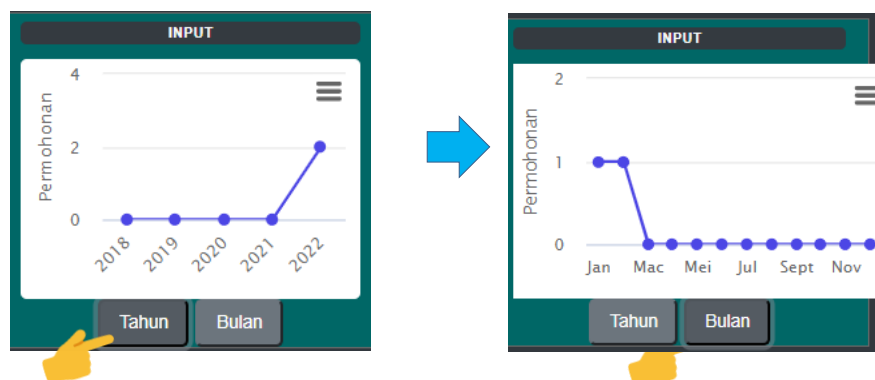 INPUT
4
2
0
Permohonan
2018 2019 2020 2021 2022
Tahun Bulan
INPUT
2
1
0
Permohonan
Jan Mac Mei Jul Sept Nov
Tahun Bulan